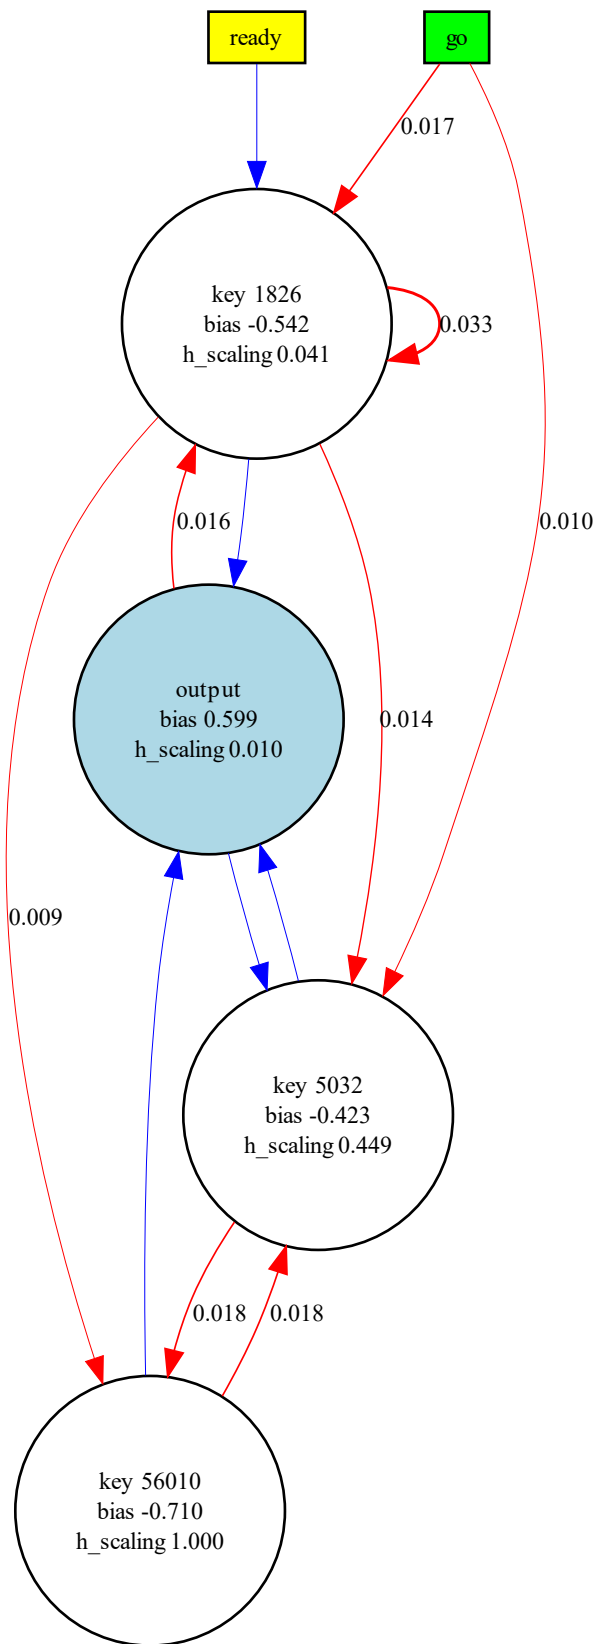 ready
go
0.017
key 1826
bias -0.542
h_scaling 0.041
0.033
0.016
0.010
output
bias 0.599
h_scaling 0.010
0.014
0.009
key 5032
bias -0.423
h_scaling 0.449
0.018
0.018
key 56010
bias -0.710
h_scaling 1.000